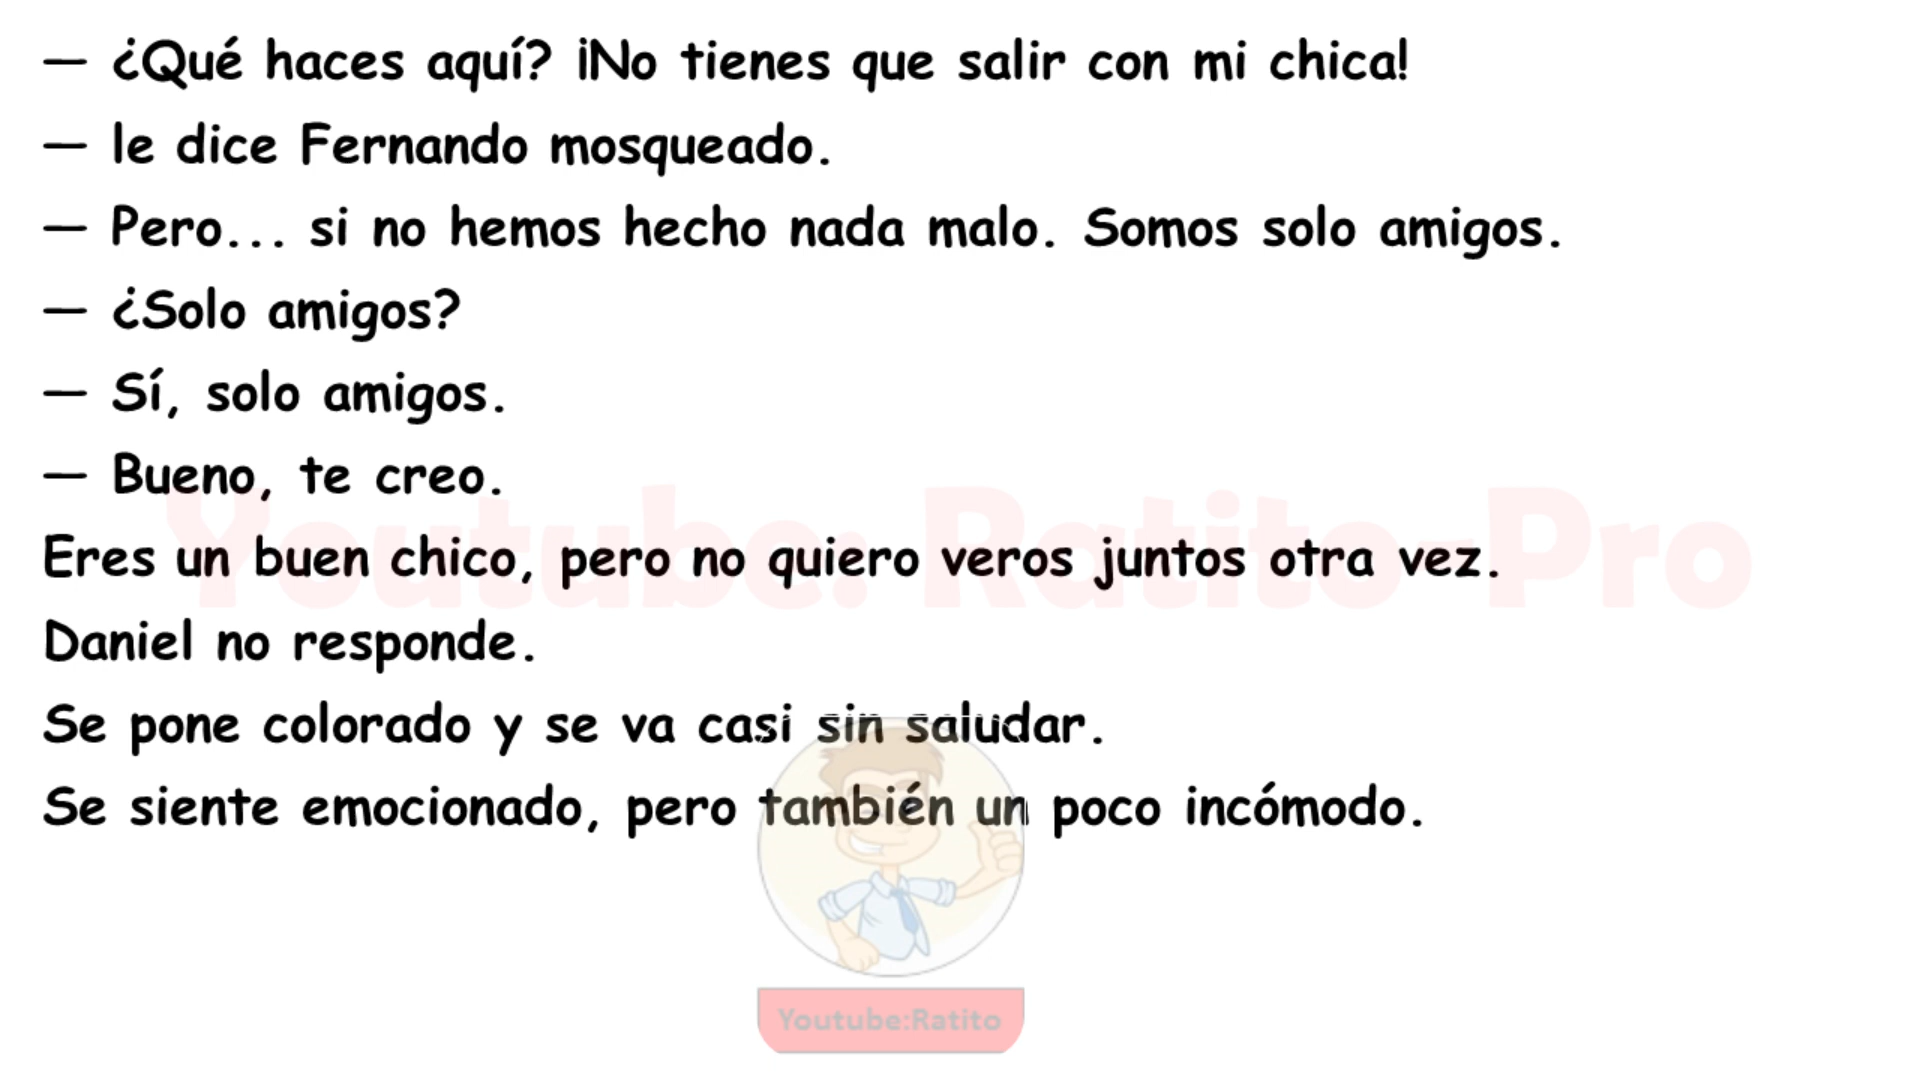 — ¿Qué haces aquí? ¡No tienes que salir con mi chica!
— le dice Fernando mosqueado.
— Pero... si no hemos hecho nada malo. Somos solo amigos.
— ¿Solo amigos?
— Sí, solo amigos.
— Bueno, te creo.
Youtube: Ratito-Pro
Eres un buen chico, pero no quiero veros juntos otra vez.
Daniel no responde.
Se pone colorado y se va casi sin saludar.
Se siente emocionado, pero también un poco incómodo.
Youtube:Ratito